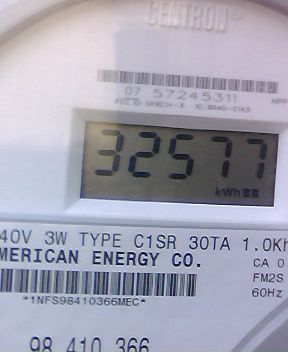 CENTRON®
07 57245311
32577
kWh
40V 3W TYPE C1SR 30TA 1.0Kh
MERICAN ENERGY CO.
CA 0
FM2S
60Hz
*1NFS98410366MEC*
98 410 366